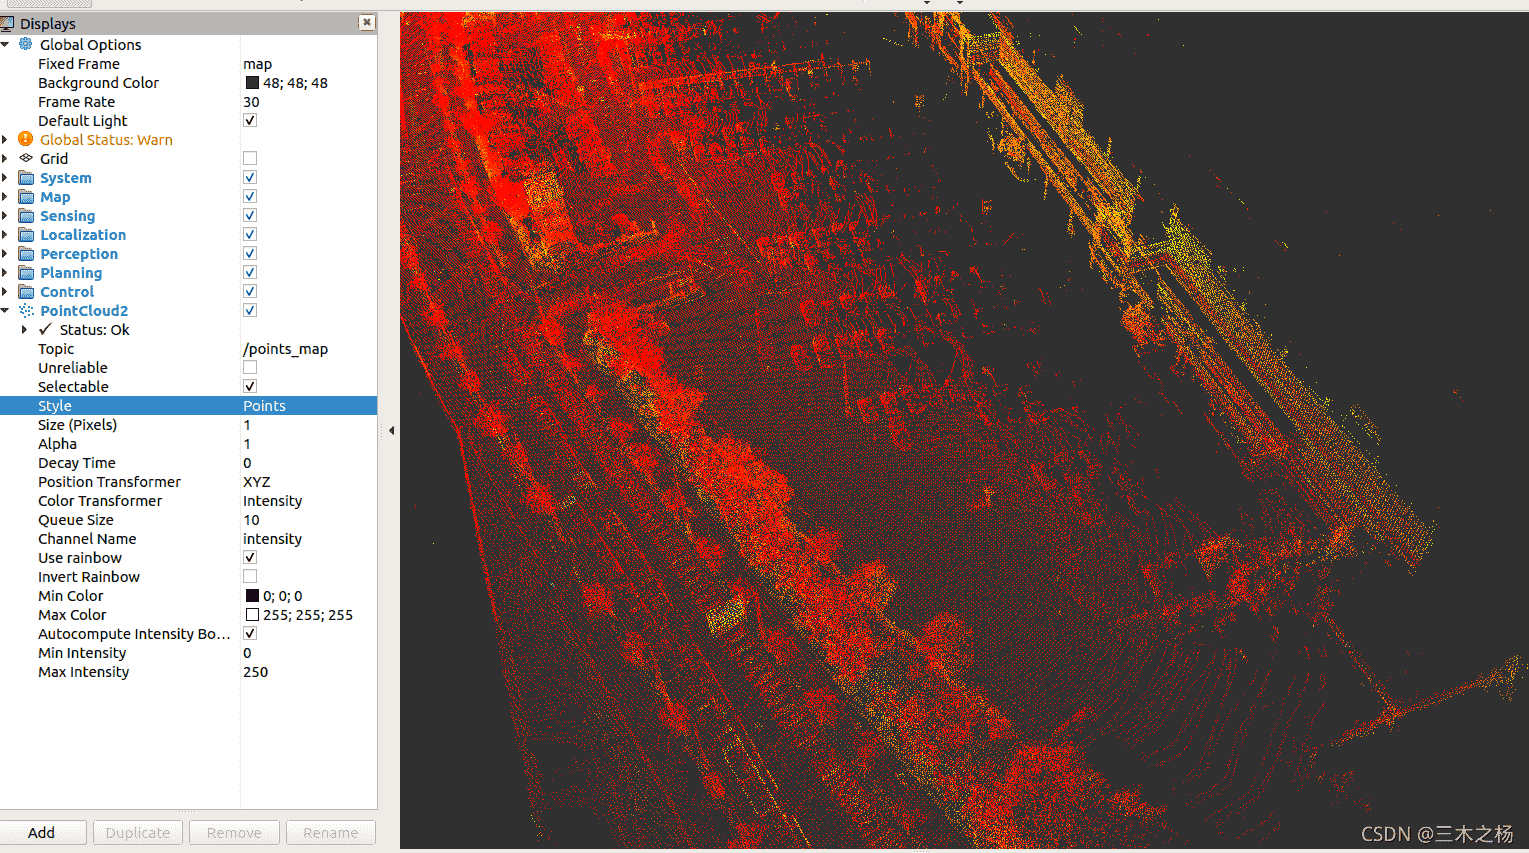 Displays
Global Options
Fixed Frame map
Background Color 48; 48; 48
Frame Rate 30
Default Light
Global Status: Warn
Grid
System
Map
Sensing
Localization
Perception
Planning
Control
PointCloud2
Status: Ok
Topic /points_map
Unreliable
Selectable
Style Points
Size (Pixels) 1
Alpha 1
Decay Time 0
Position Transformer XYZ
Color Transformer Intensity
Queue Size 10
Channel Name intensity
Use rainbow
Invert Rainbow
Min Color 0; 0; 0
Max Color 255; 255; 255
Autocompute Intensity Bo...
Min Intensity 0
Max Intensity 250
Add Duplicate Remove Rename
CSDN @三木之杨